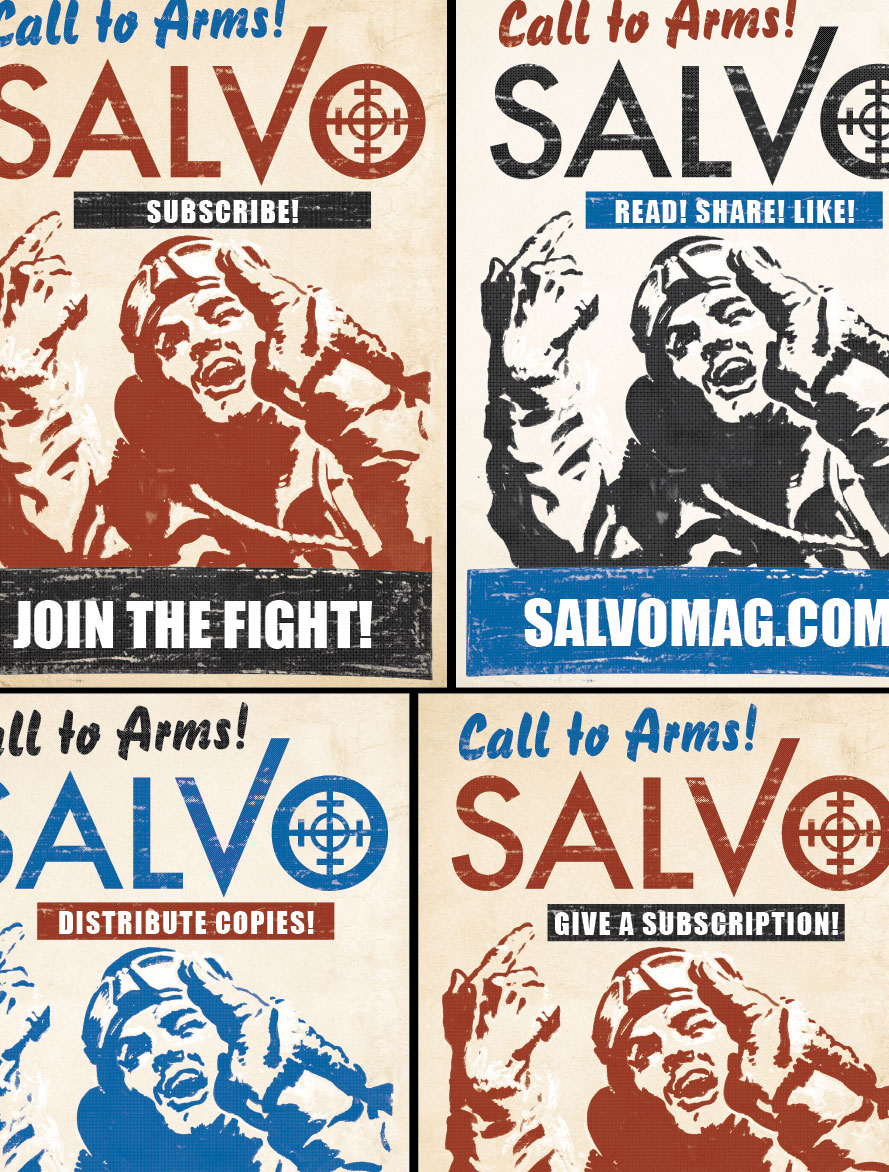 Call to Arms!
SALVO
SUBSCRIBE!
JOIN THE FIGHT!
Call to Arms!
SALVO
READ! SHARE! LIKE!
SALVOMAG.COM
all to Arms!
SALVO
DISTRIBUTE COPIES!
Call to Arms!
SALVO
GIVE A SUBSCRIPTION!